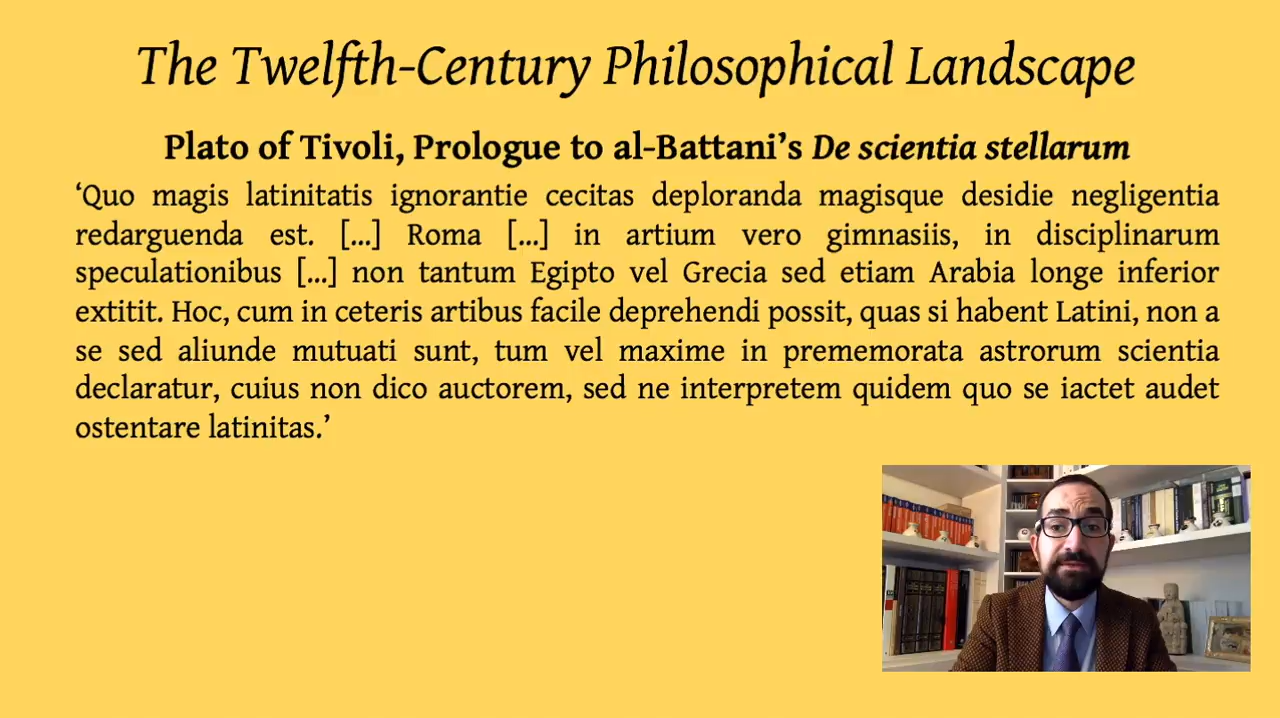 The Twelfth-Century Philosophical Landscape
Plato of Tivoli, Prologue to al-Battani’s De scientia stellarum
‘Quo magis latinitatis ignorantie cecitas deploranda magisque desidie negligentia
redarguenda est. [...] Roma [...] in artium vero gimnasiis, in disciplinarum
speculationibus [...] non tantum Egipto vel Grecia sed etiam Arabia longe inferior
extitit. Hoc, cum in ceteris artibus facile deprehendi possit, quas si habent Latini, non a
se sed aliunde mutuati sunt, tum vel maxime in prememorata astrorum scientia
declaratur, cuius non dico auctorem, sed ne interpretem quidem quo se iactet audet
ostentare latinitas.’